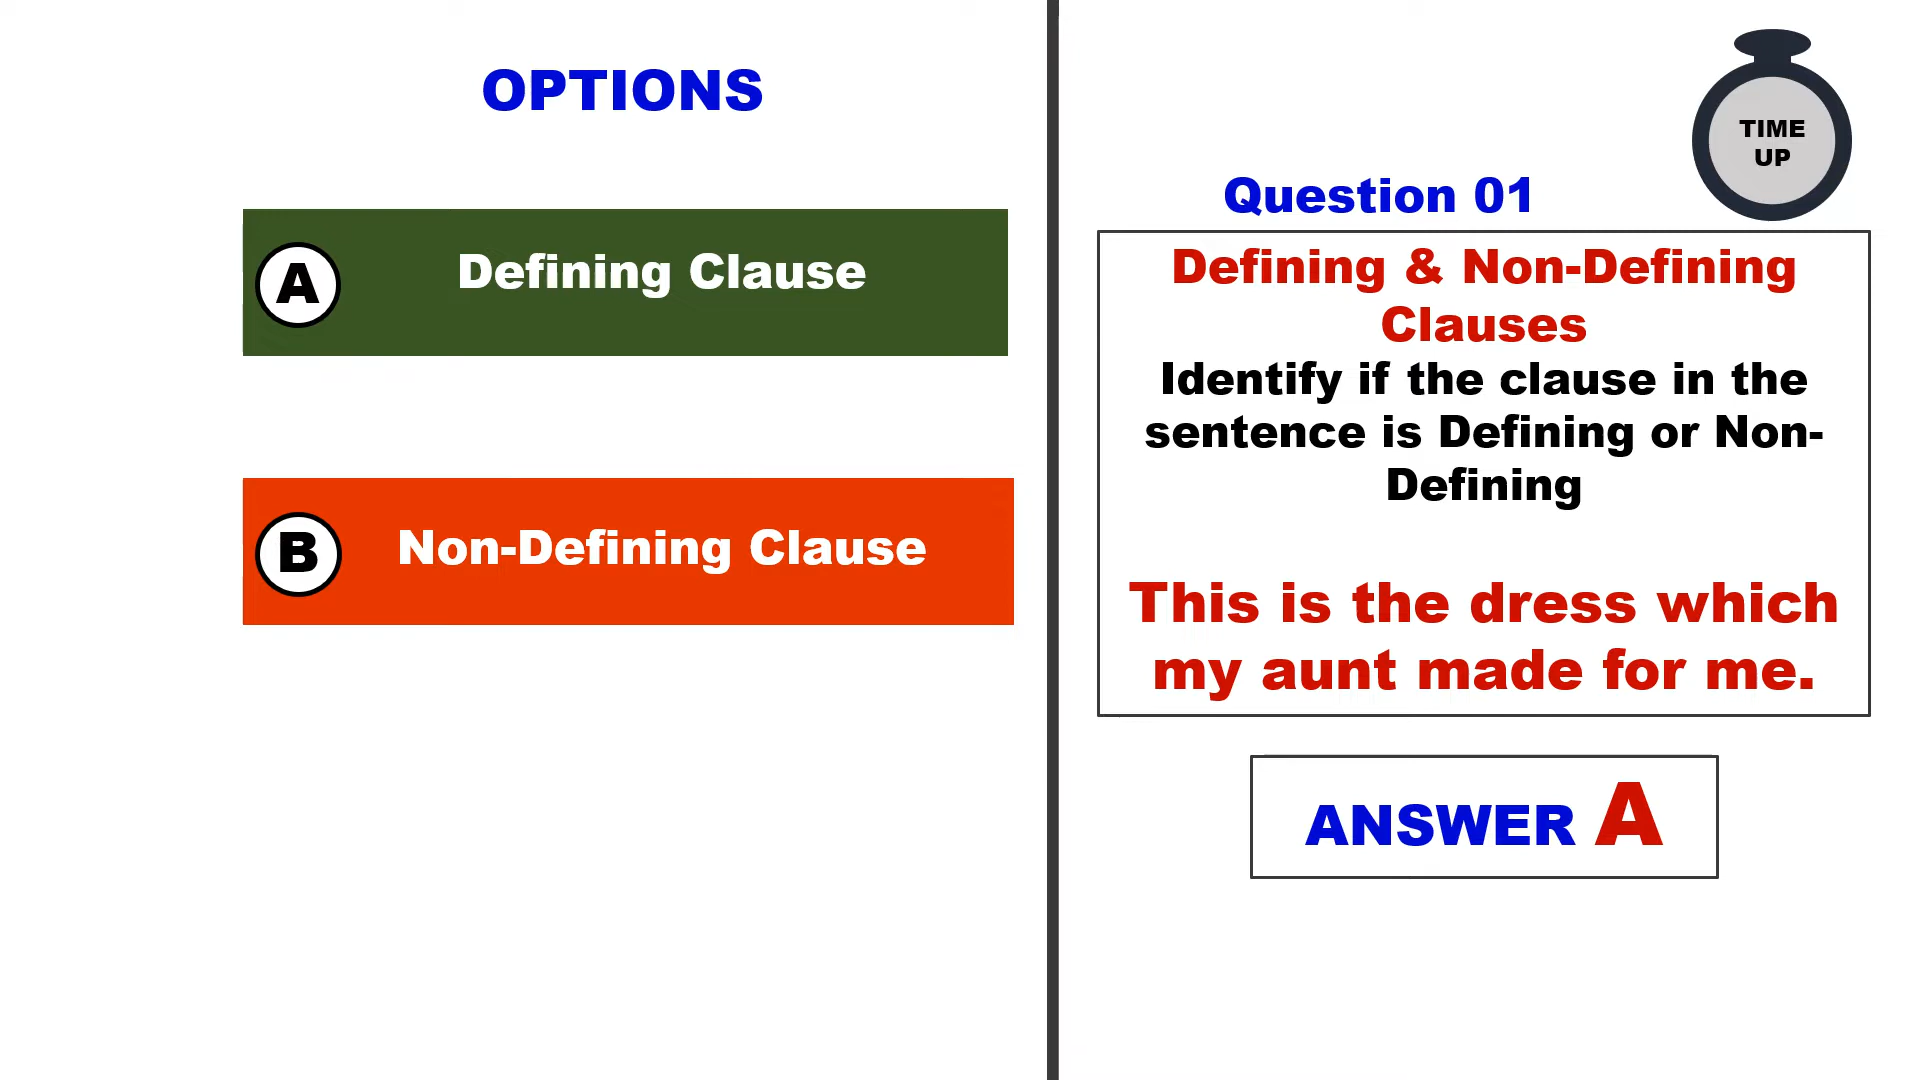 OPTIONS
A
Defining Clause
B
Non-Defining Clause
TIME
UP
Question 01
Defining & Non-Defining
Clauses
Identify if the clause in the
sentence is Defining or Non-
Defining
This is the dress which
my aunt made for me.
ANSWER A